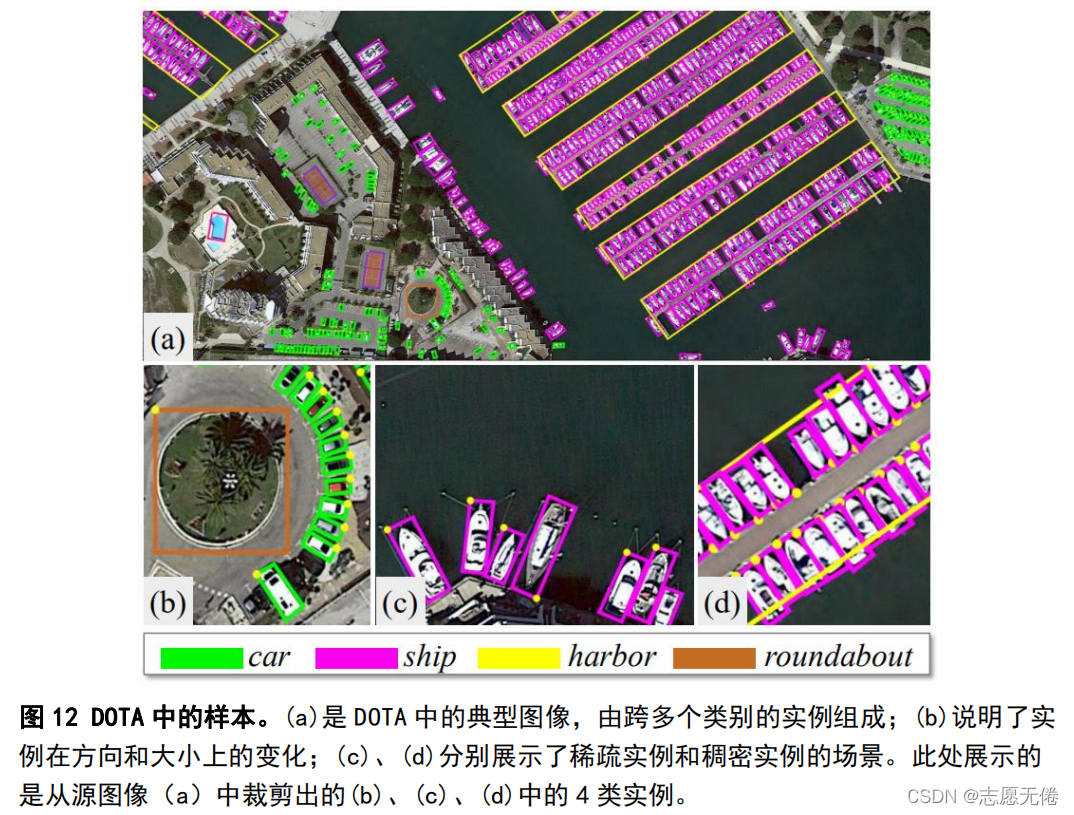 (a)
(b)
(c)
(d)
car ship harbor roundabout
图 12 DOTA 中的样本。(a)是 DOTA 中的典型图像，由跨多个类别的实例组成；(b)说明了实
例在方向和大小上的变化；(c)、(d)分别展示了稀疏实例和稠密实例的场景。此处展示的
是从源图像（a）中裁剪出的(b)、(c)、(d)中的 4 类实例。
CSDN @志愿无倦